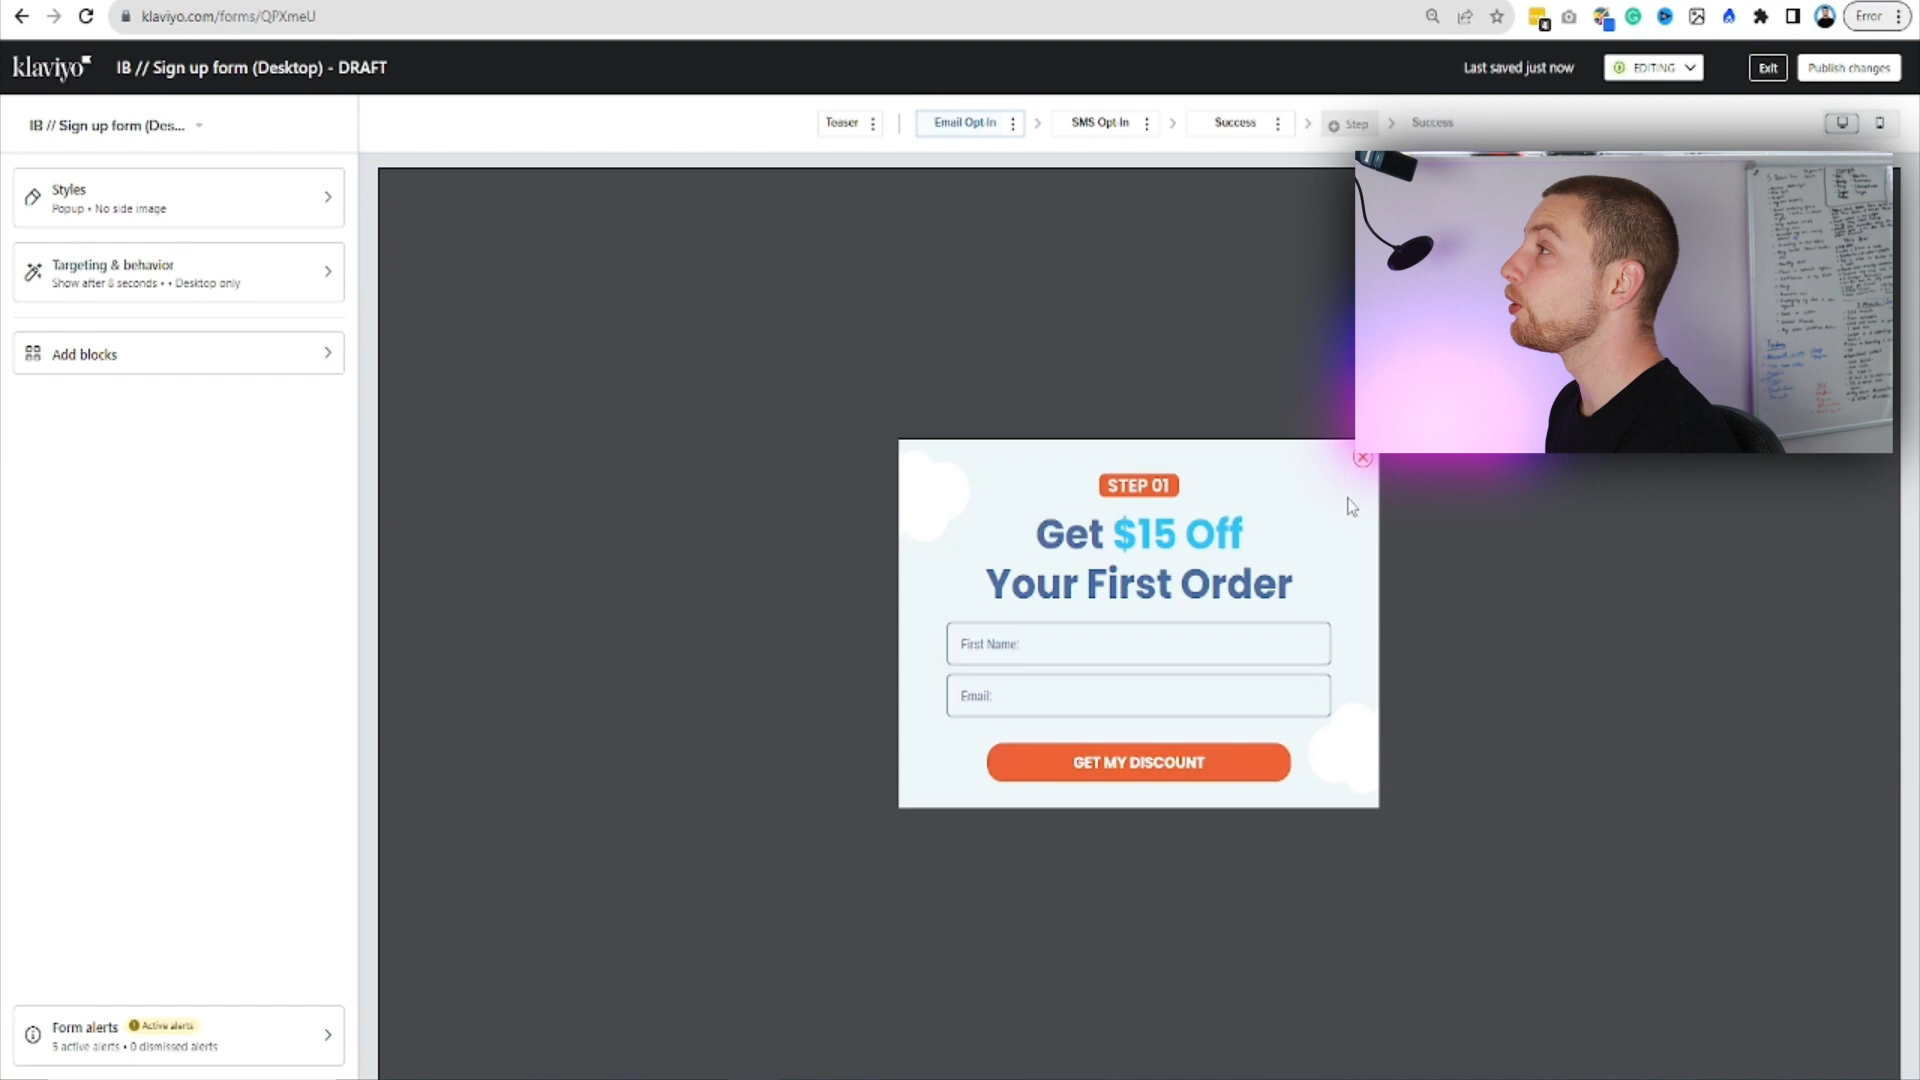 klaviyo.com/forms/QPXmeU
Error
klaviyo
IB // Sign up form (Desktop) - DRAFT
Last saved just now
EDITING
Exit
Publish changes
IB // Sign up form (Des...
Teaser
Email Opt-In
SMS Opt-In
Success
Step
Success
Styles
Popup • No side image
Targeting & behavior
Show after 8 seconds • • Desktop only
Add blocks
STEP 01
Get $15 Off
Your First Order
First Name:
Email:
GET MY DISCOUNT
Form alerts
Active alerts
5 active alerts • 0 dismissed alerts